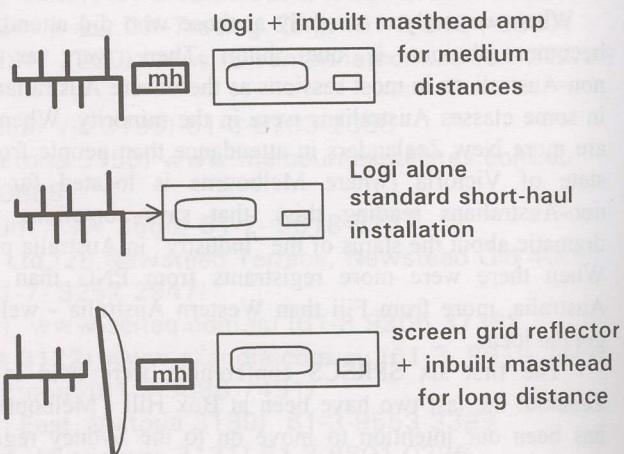 logi + inbuilt masthead amp
for medium
distances
mh
Logi alone
standard short-haul
installation
mh
screen grid reflector
+ inbuilt masthead
for long distance